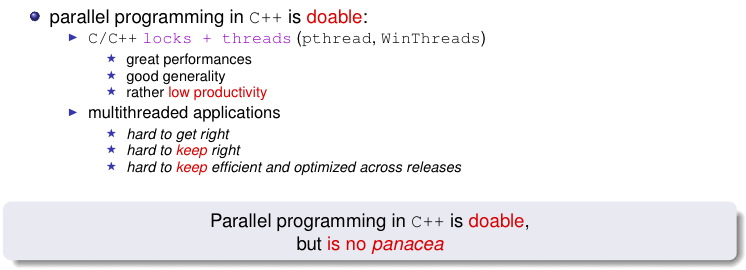 parallel programming in C++ is doable:
C/C++ locks + threads (pthread, WinThreads)
great performances
good generality
rather low productivity
multithreaded applications
hard to get right
hard to keep right
hard to keep efficient and optimized across releases
Parallel programming in C++ is doable,
but is no panacea